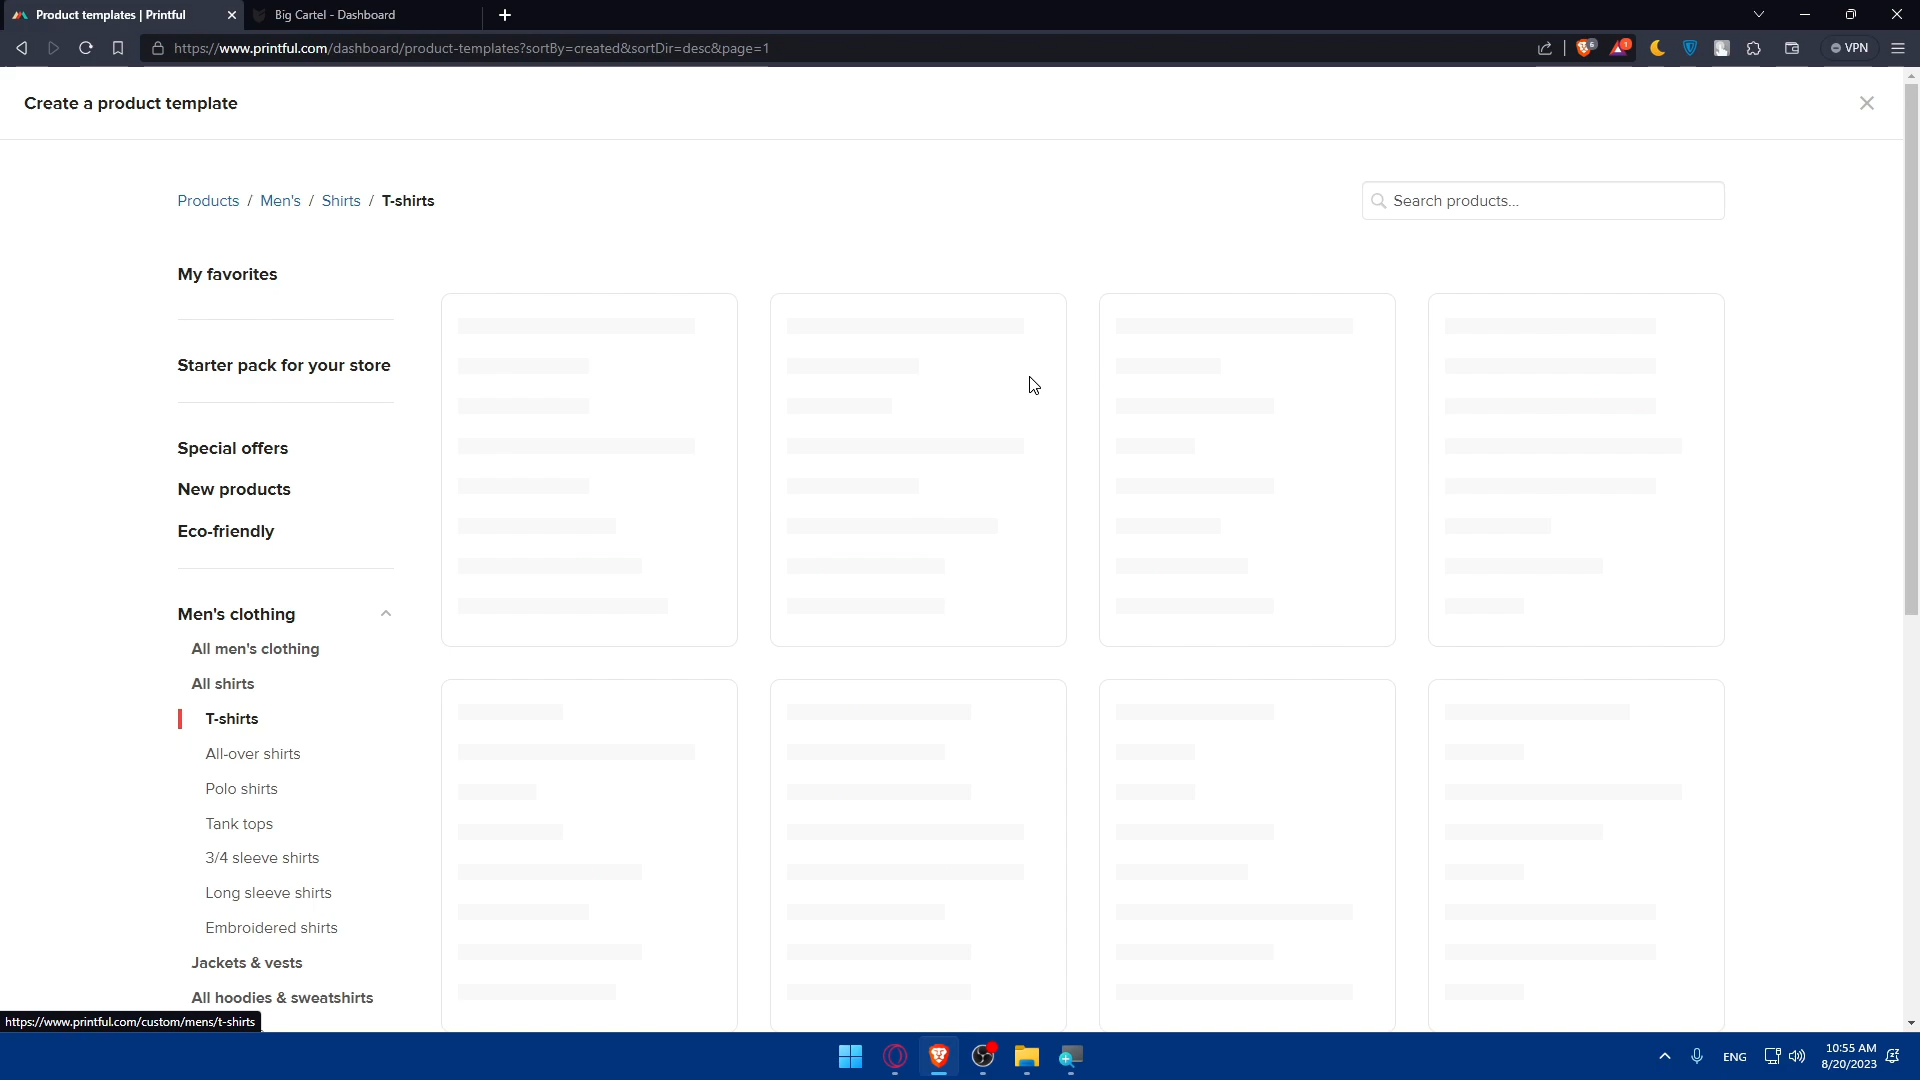 Product templates | Printful
Big Cartel - Dashboard
https://www.printful.com/dashboard/product-templates?sortBy=created&sortDir=desc&page=1
6
1
VPN
Create a product template
Products / Men's / Shirts / T-shirts
Search products...
My favorites
Starter pack for your store
Special offers
New products
Eco-friendly
Men's clothing
All men's clothing
All shirts
T-shirts
All-over shirts
Polo shirts
Tank tops
3/4 sleeve shirts
Long sleeve shirts
Embroidered shirts
Jackets & vests
All hoodies & sweatshirts
https://www.printful.com/custom/mens/t-shirts
ENG
10:55 AM
8/20/2023